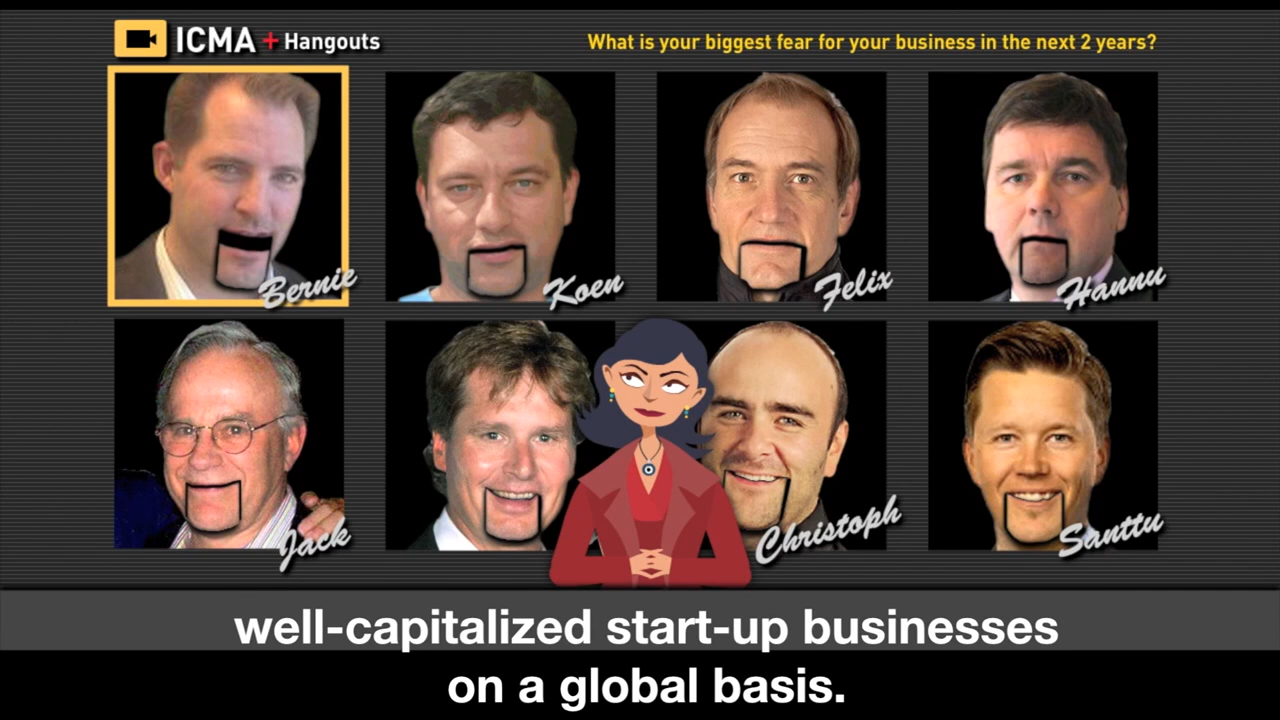 ICMA + Hangouts
What is your biggest fear for your business in the next 2 years?
Bernie
Koen
Felix
Hannu
Jack
Christoph
Santtu
well-capitalized start-up businesses
on a global basis.